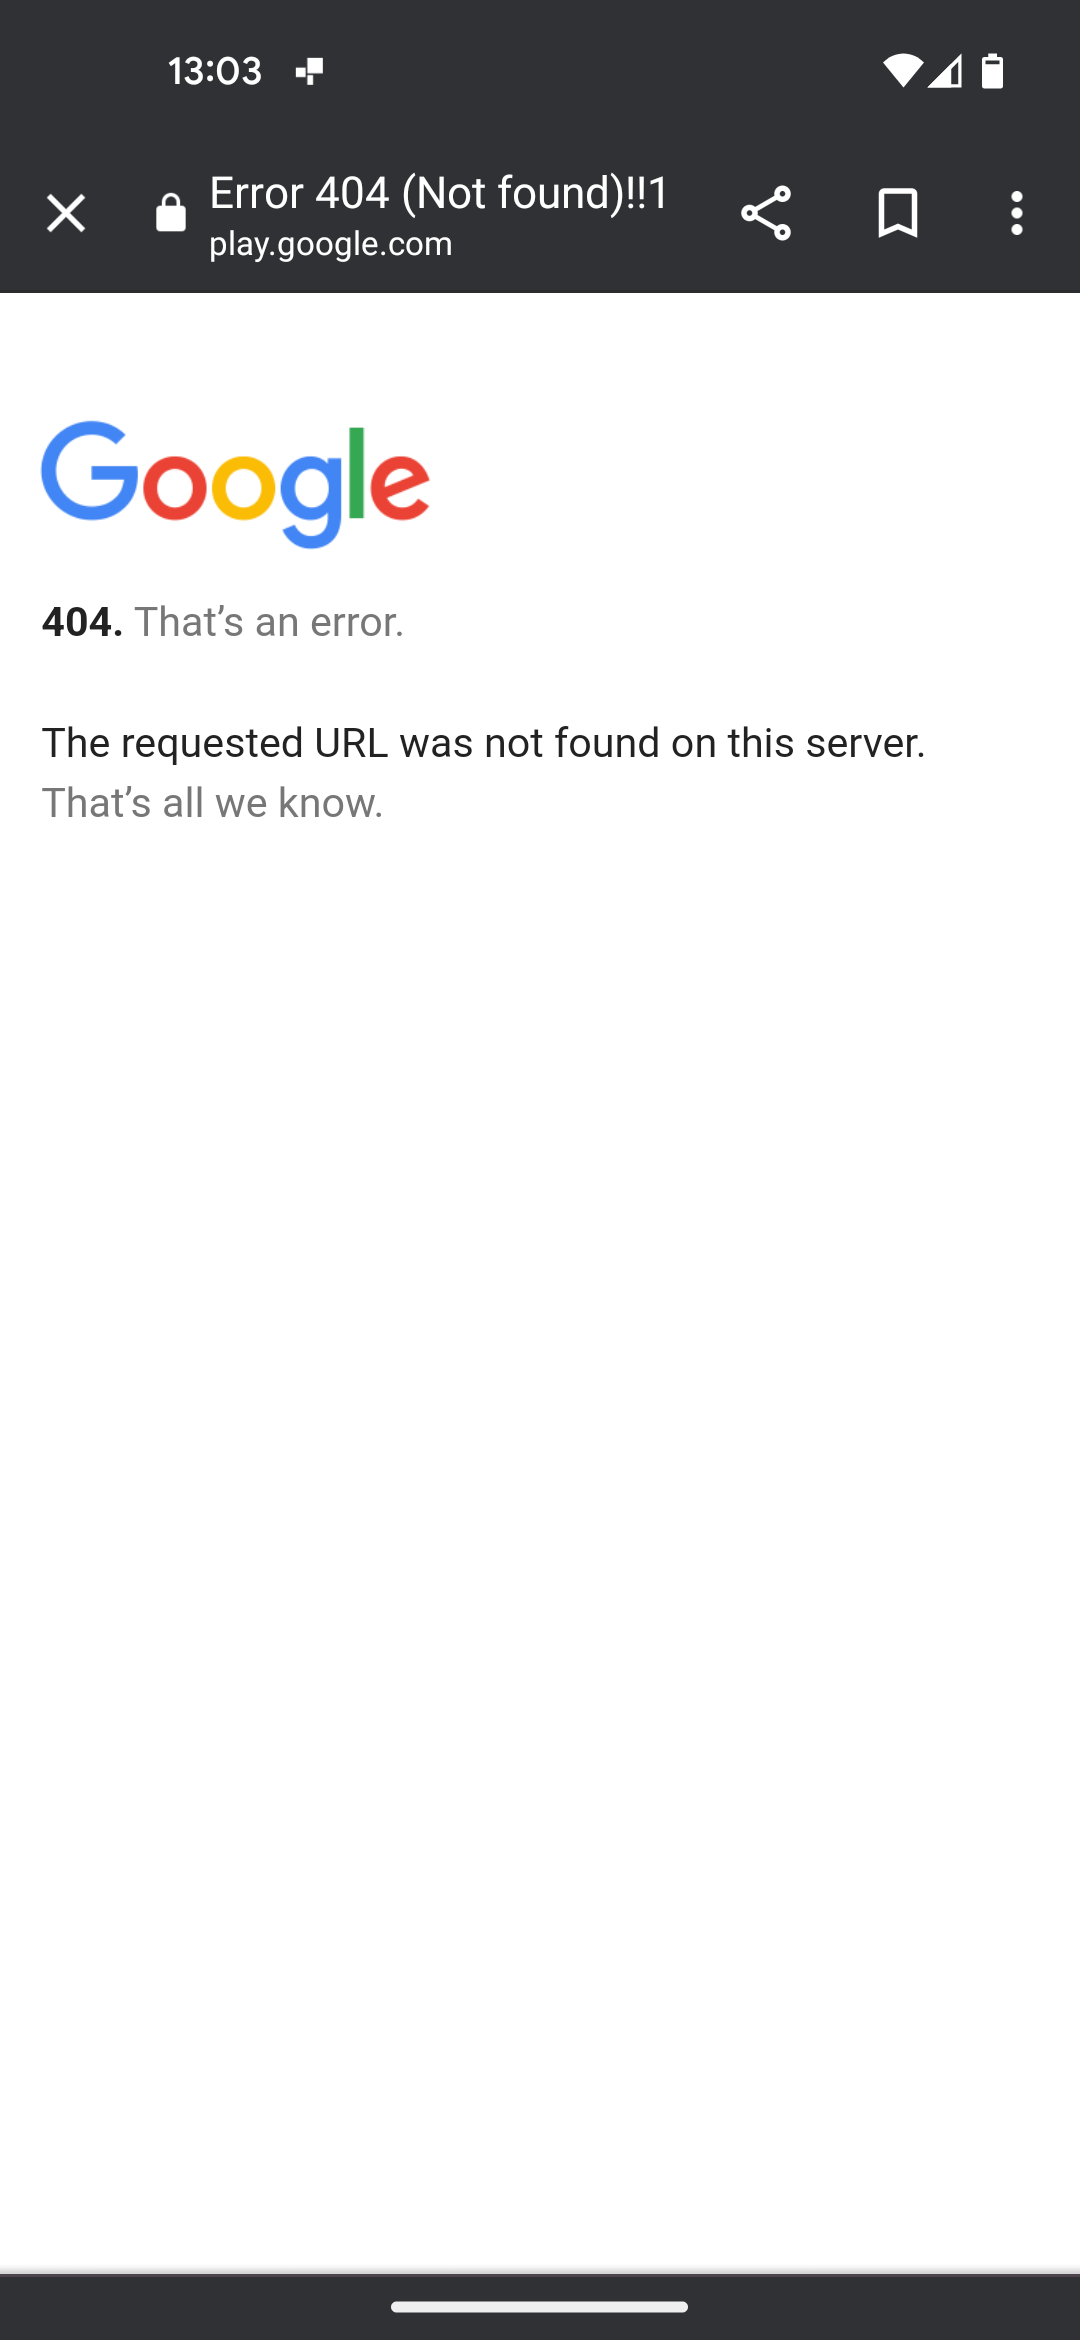 13:03
Error 404 (Not found)!!1
play.google.com
Google
404. That’s an error.
The requested URL was not found on this server.
That’s all we know.